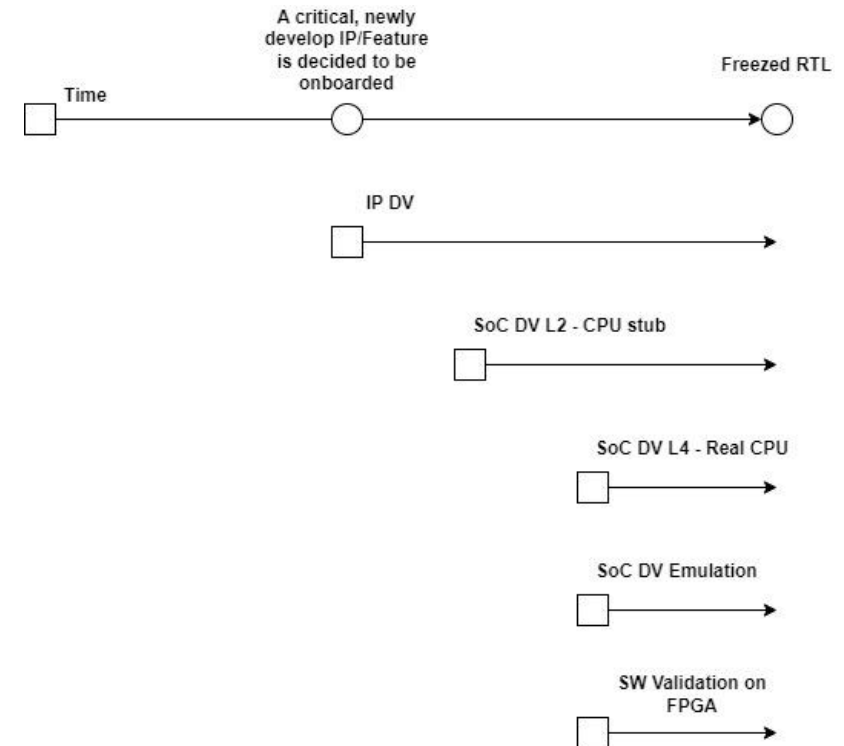 A critical, newly
develop IP/Feature
is decided to be
onboarded
Freezed RTL
Time
IP DV
SoC DV L2 - CPU stub
SoC DV L4 - Real CPU
SoC DV Emulation
SW Validation on
FPGA